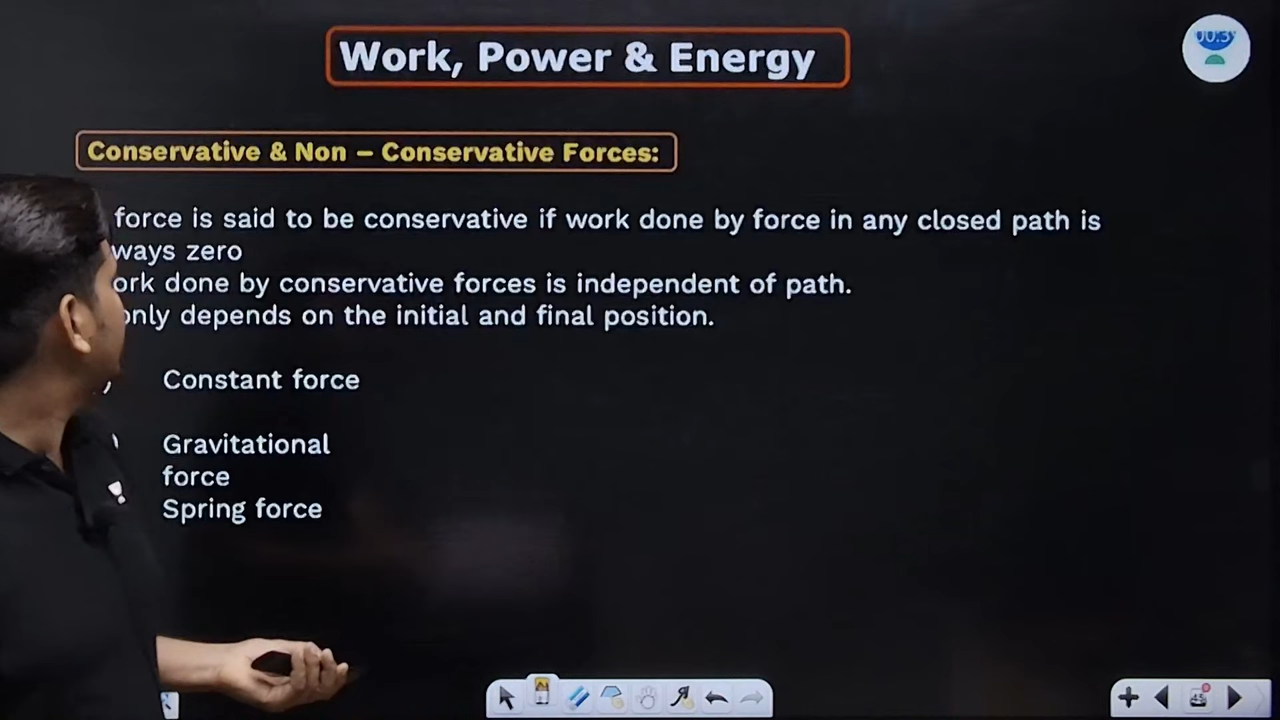 Work, Power & Energy
Conservative & Non – Conservative Forces:
force is said to be conservative if work done by force in any closed path is
ways zero
ork done by conservative forces is independent of path.
only depends on the initial and final position.
Constant force
Gravitational
force
Spring force